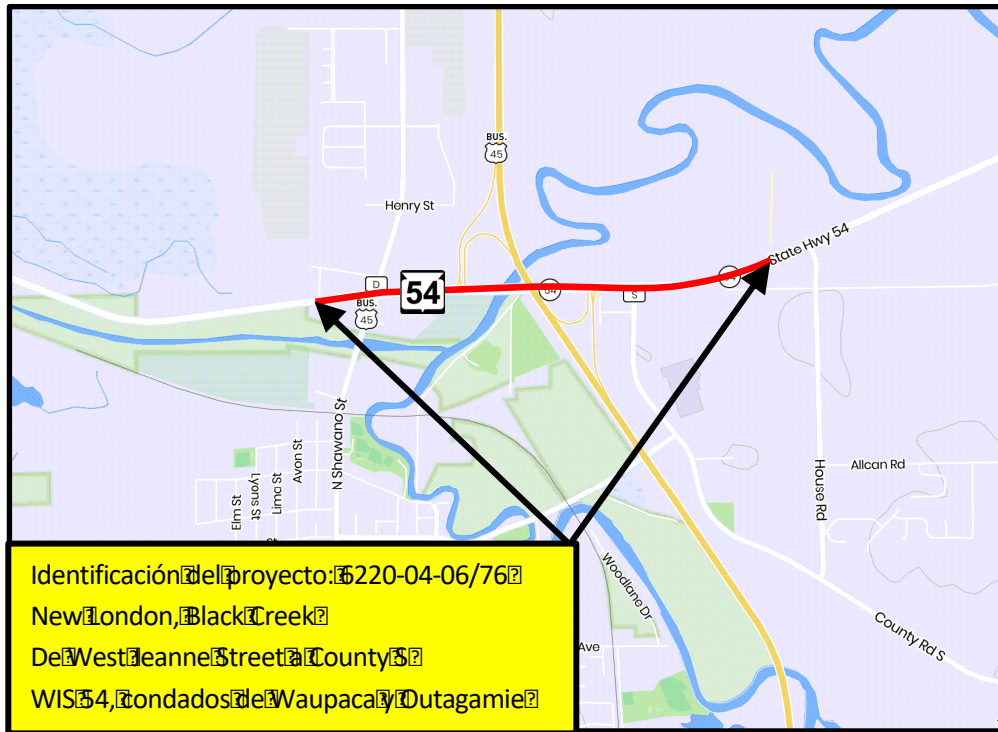 BUS.
45
Henry St
State Hwy 54
D
54
54
54
S
BUS.
45
N Shawano St
Avon St
Lima St
Lyons St
Elm St
St
Allcan Rd
House Rd
Woodlane Dr
Ave
County Rd S
Identificación del proyecto: 6220-04-06/76
New London, Black Creek
De West Jeanne Street a County S
WIS 54, condados de Waupaca y Outagamie